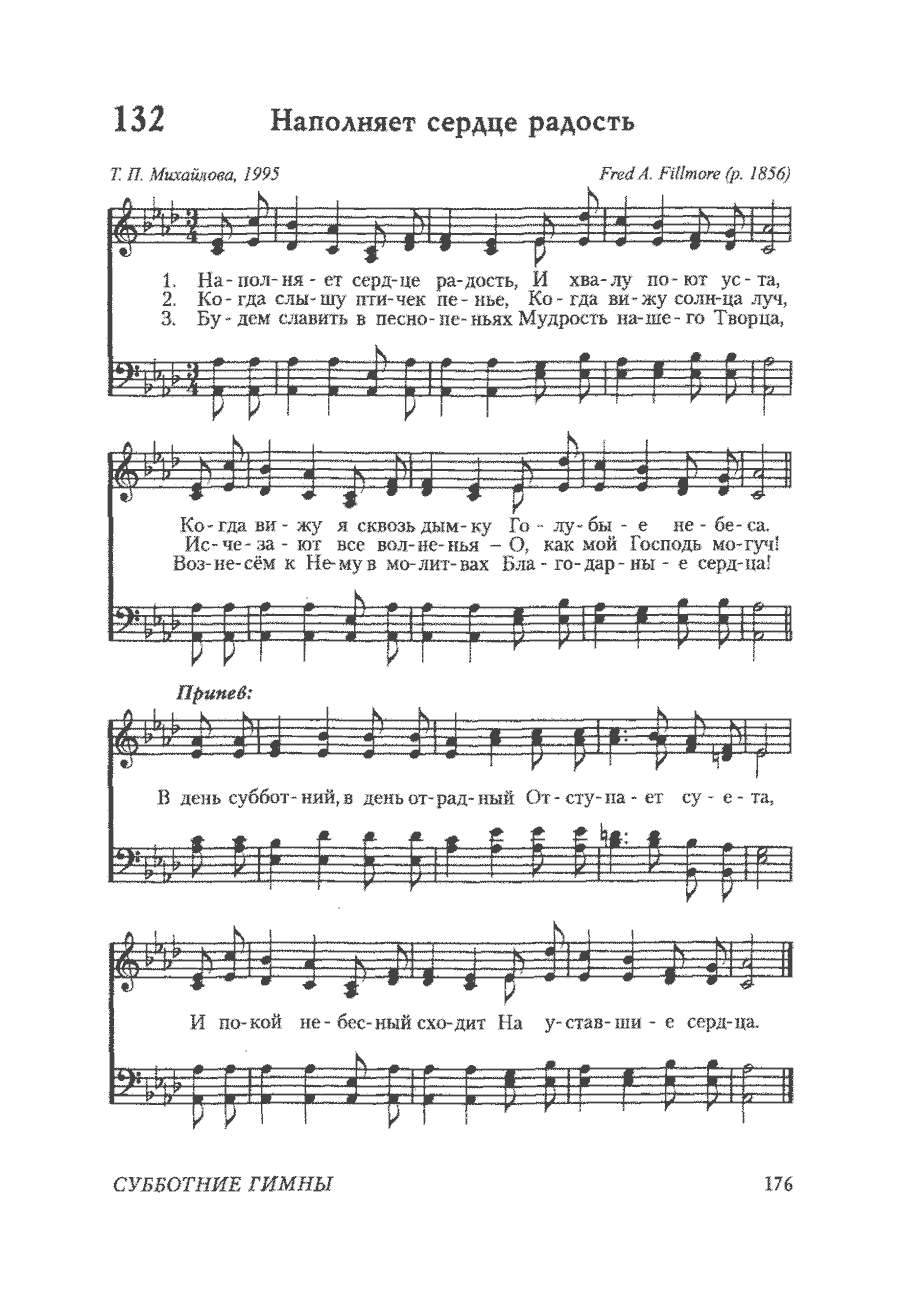 132 Наполняет сердце радость
Т. П. Михайлова, 1995 Fred A. Fillmore (р. 1856)
1. На-пол-ня-ет серд-це ра-дость, И хва-лу по-ют ус-та,
2. Ко-гда слы-шу пти-чек пе-нье, Ко-гда ви-жу солн-ца луч,
3. Бу-дем славить в песно-пе-ньях Мудрость на-ше-го Творца,
Ко-гда ви-жу я сквозь дым-ку Го-лу-бы-е не-бе-са.
Ис-че-за-ют все вол-не-нья – О, как мой Господь мо-гуч!
Воз-не-сём к Не-му в мо-лит-вах Бла-го-дар-ны-е серд-ца!
Припев:
В день суббот-ний, в день от-рад-ный От-сту-па-ет су-е-та,
И по-кой не-бес-ный схо-дит На у-став-ши-е серд-ца.
СУББОТНИЕ ГИМНЫ 176